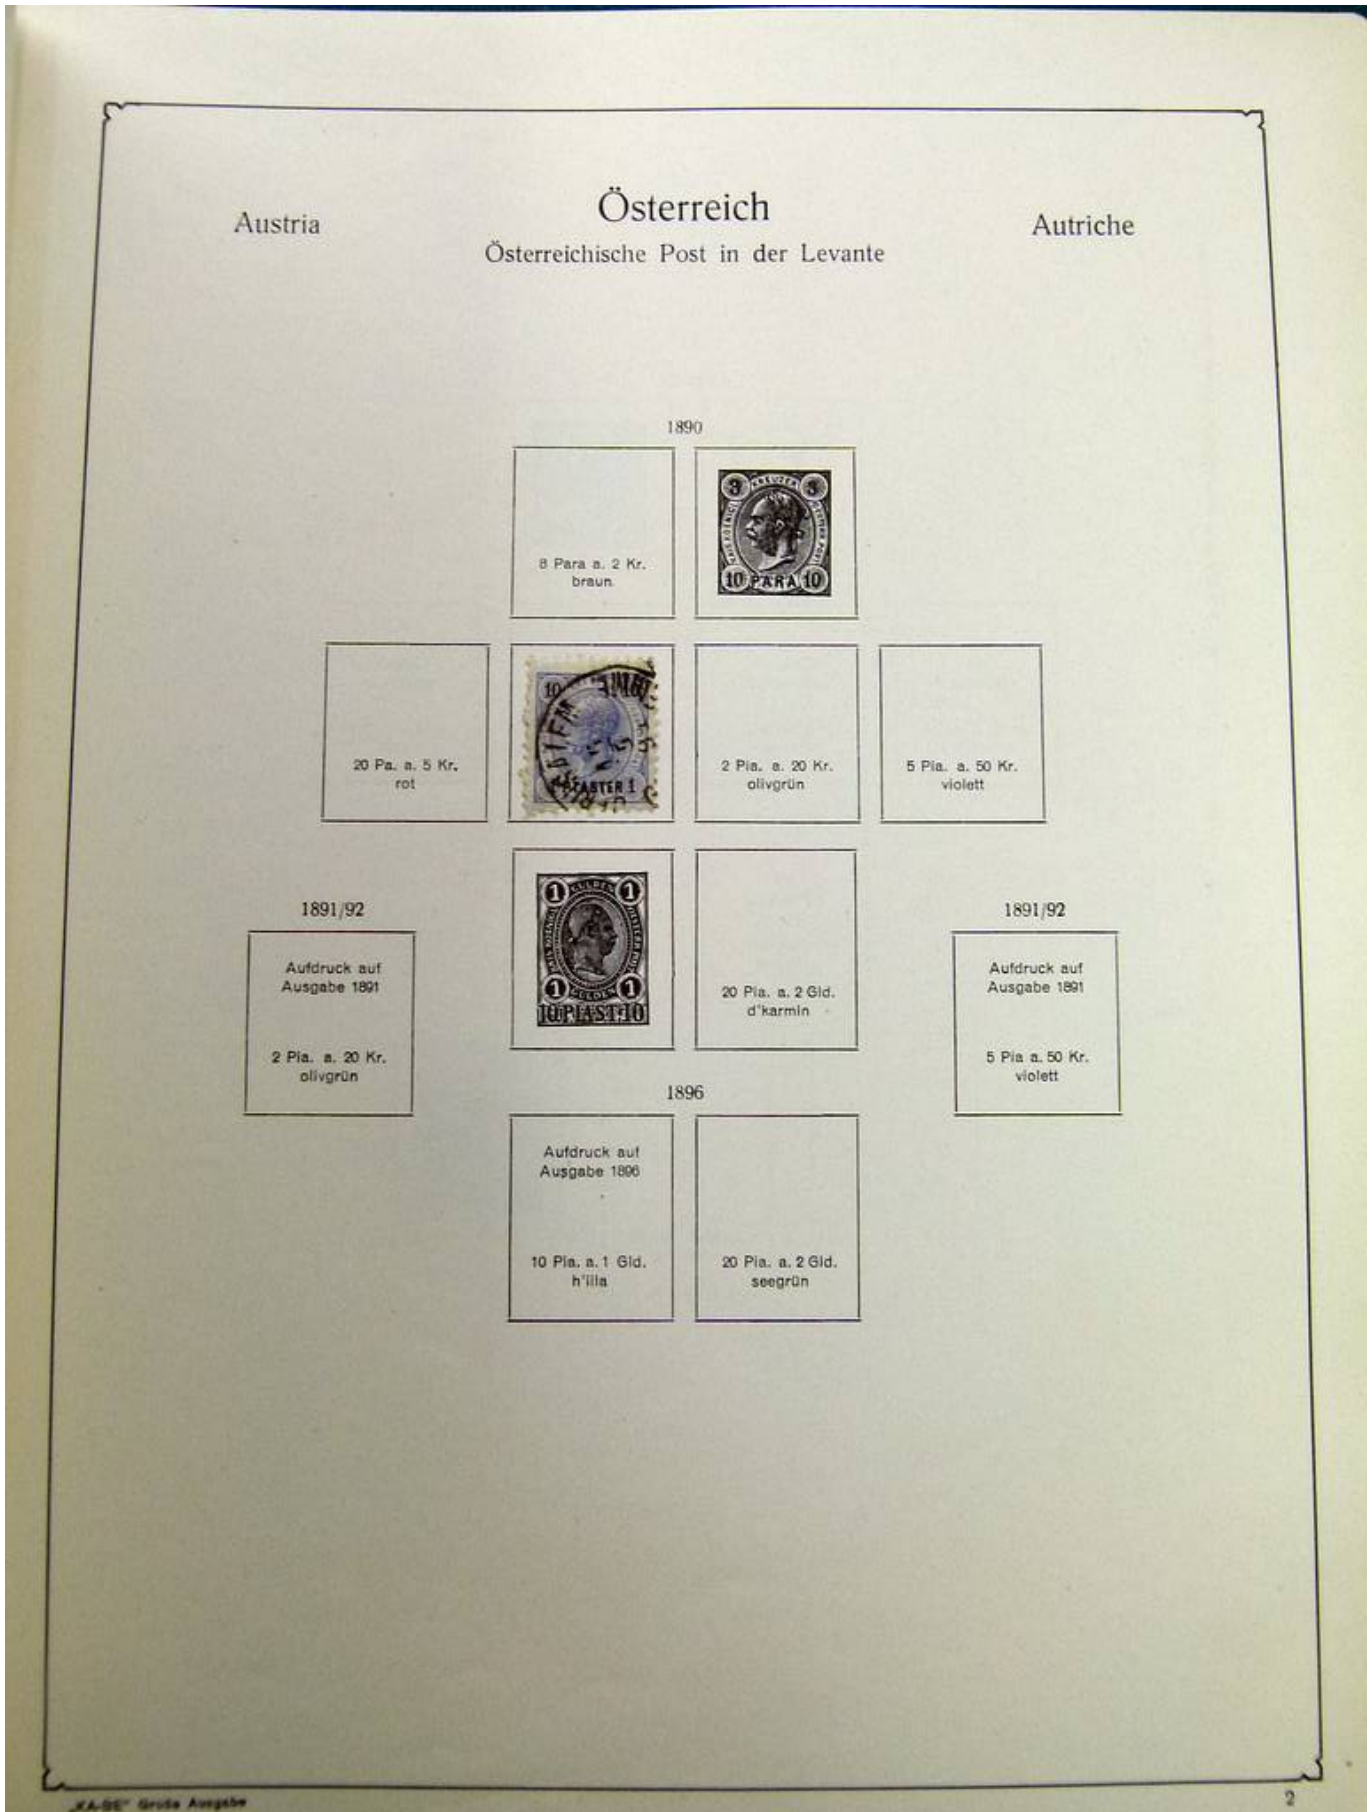 Österreich
Austria
Autriche
Österreichische Post in der Levante
1890
8 Para a. 2 Kr.
braun
3 KREUZER 3
10 PARA 10
20 Pa. a. 5 Kr.
rot
10
PIASTER 1
2 Pia. a. 20 Kr.
olivgrün
5 Pia. a. 50 Kr.
violett
1891/92
Aufdruck auf
Ausgabe 1891
2 Pia. a. 20 Kr.
olivgrün
1 GULDEN 1
1 GULDEN 1
10 PIAST. 10
20 Pia. a. 2 Gld.
d'karmin
1891/92
Aufdruck auf
Ausgabe 1891
5 Pia a. 50 Kr.
violett
1896
Aufdruck auf
Ausgabe 1896
10 Pia. a. 1 Gld.
h'lila
20 Pia. a. 2 Gld.
seegrün
„KA-BE" Große Ausgabe
2